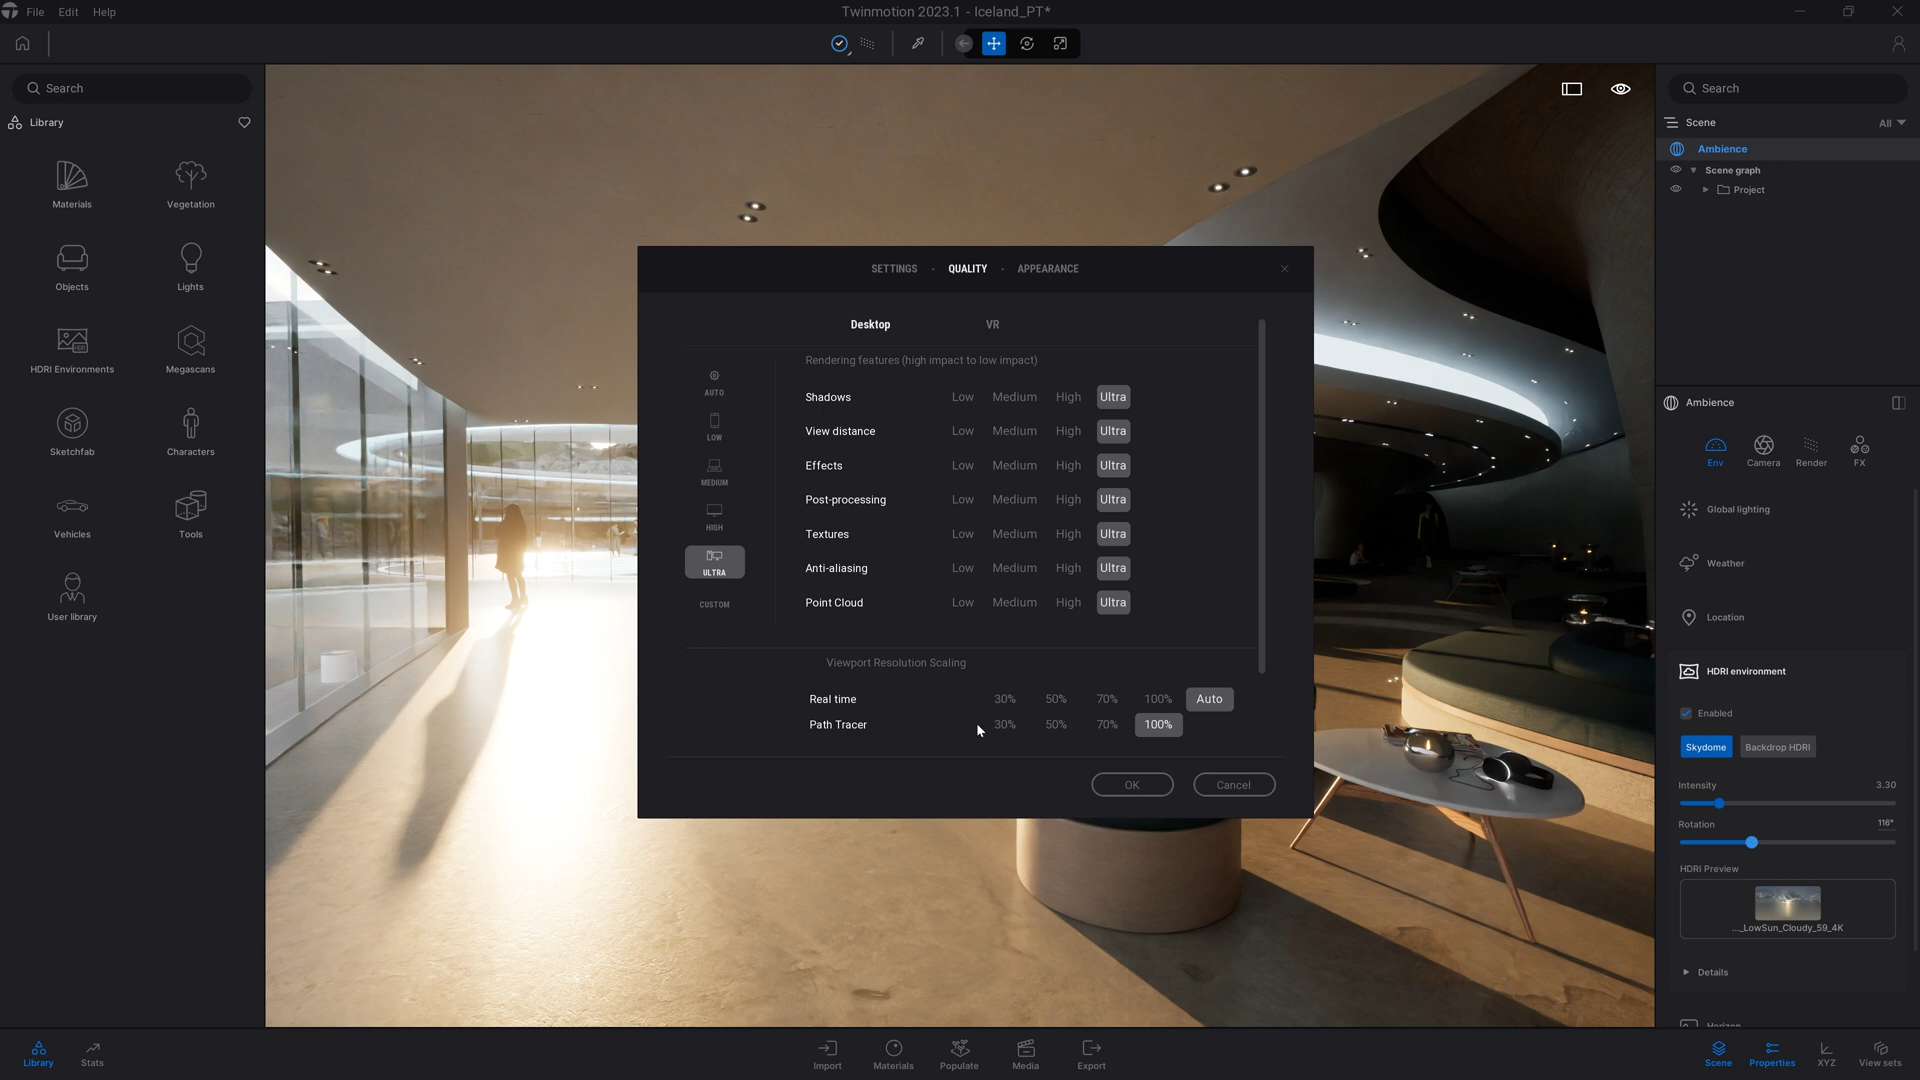 File Edit Help
Twinmotion 2023.1 - Iceland_PT*
Search
Library
Materials
Vegetation
Objects
Lights
HDRI Environments
Megascans
Sketchfab
Characters
Vehicles
Tools
User library
SETTINGS · QUALITY · APPEARANCE
Desktop VR
AUTO
LOW
MEDIUM
HIGH
ULTRA
CUSTOM
Rendering features (high impact to low impact)
Shadows Low Medium High Ultra
View distance Low Medium High Ultra
Effects Low Medium High Ultra
Post-processing Low Medium High Ultra
Textures Low Medium High Ultra
Anti-aliasing Low Medium High Ultra
Point Cloud Low Medium High Ultra
Viewport Resolution Scaling
Real time 30% 50% 70% 100% Auto
Path Tracer 30% 50% 70% 100%
OK Cancel
Search
Scene All
Ambience
Scene graph
Project
Ambience
Env Camera Render FX
Global lighting
Weather
Location
HDRI environment
Enabled
Skydome Backdrop HDRI
Intensity 3.30
Rotation 116°
HDRI Preview
HDR
..._LowSun_Cloudy_59_4K
Details
Horizon
Library Stats
Import Materials Populate Media Export
Scene Properties XYZ View sets